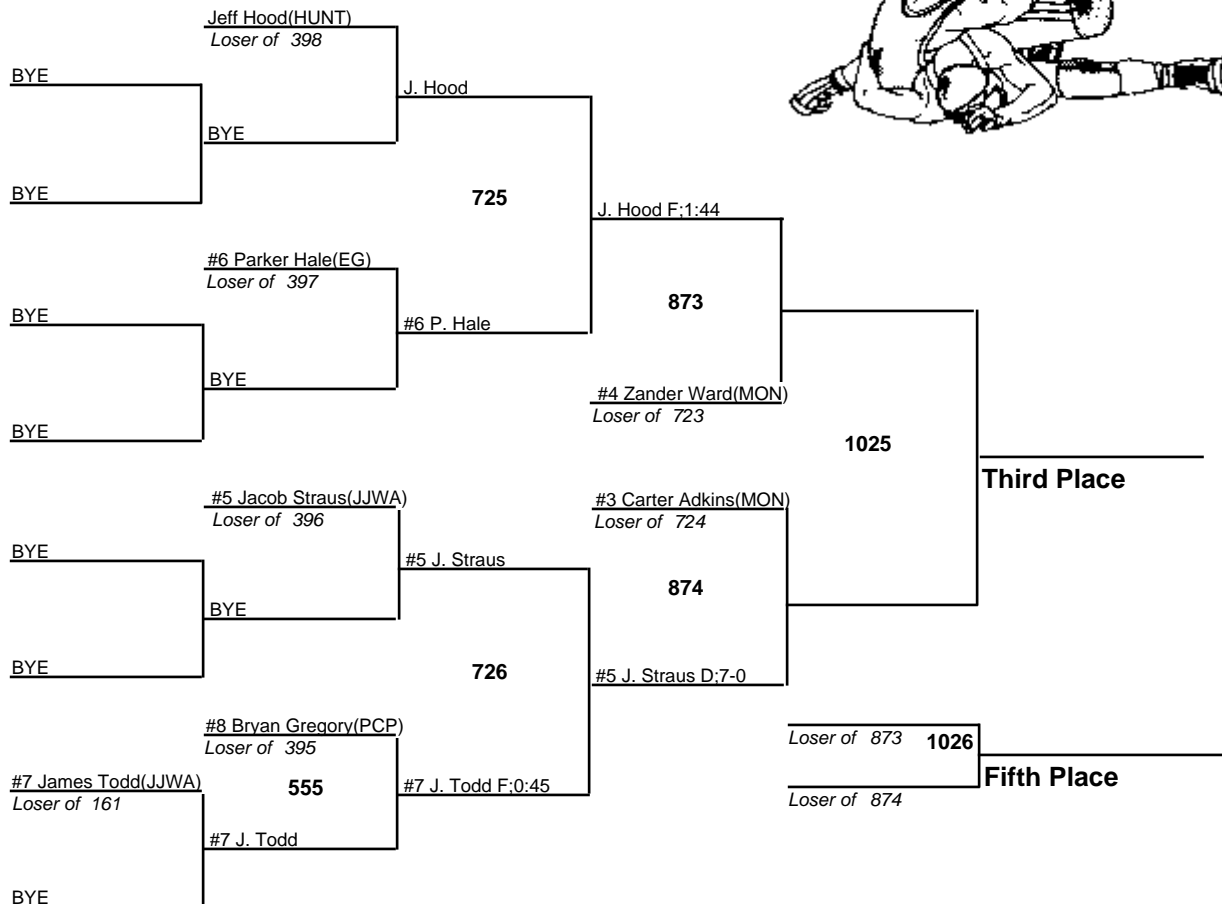 Jeff Hood(HUNT)
Loser of 398
BYE
J. Hood
BYE
BYE
725
J. Hood F;1:44
#6 Parker Hale(EG)
Loser of 397
873
BYE
#6 P. Hale
BYE
#4 Zander Ward(MON)
Loser of 723
BYE
1025
Third Place
#5 Jacob Straus(JJWA)
Loser of 396
#3 Carter Adkins(MON)
Loser of 724
BYE
#5 J. Straus
874
BYE
BYE
726
#5 J. Straus D;7-0
#8 Bryan Gregory(PCP)
Loser of 395
Loser of 873
1026
#7 James Todd(JJWA)
Loser of 161
555
#7 J. Todd F;0:45
Fifth Place
Loser of 874
#7 J. Todd
BYE